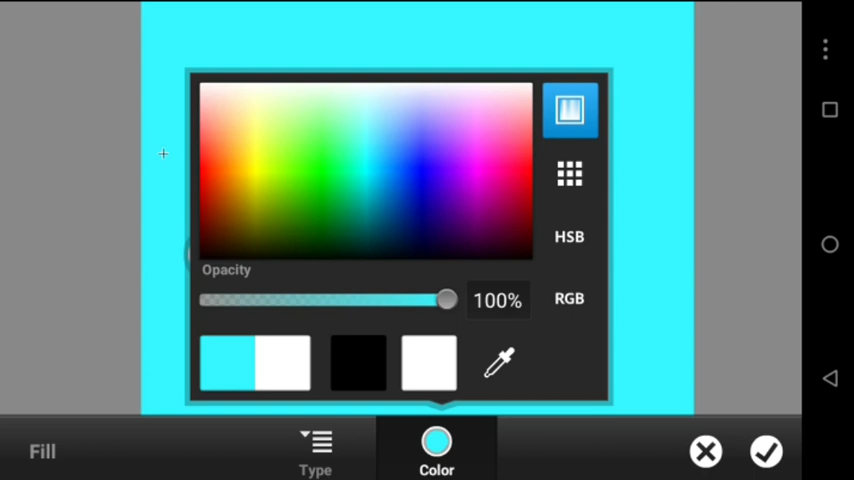 HSB
Opacity
100%
RGB
Fill
Type
Color